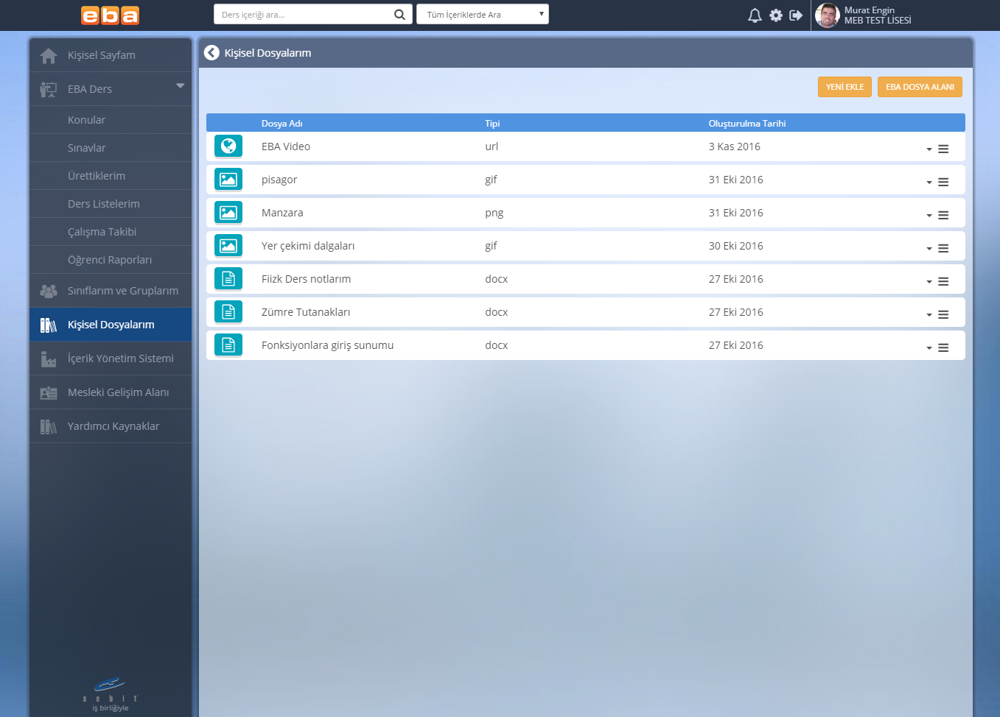 eba
Ders içeriği ara...
Tüm İçeriklerde Ara
Murat Engin
MEB TEST LİSESİ
Kişisel Sayfam
EBA Ders
Konular
Sınavlar
Ürettiklerim
Ders Listelerim
Çalışma Takibi
Öğrenci Raporları
Sınıflarım ve Gruplarım
Kişisel Dosyalarım
İçerik Yönetim Sistemi
Mesleki Gelişim Alanı
Yardımcı Kaynaklar
sebit
iş birliğiyle
Kişisel Dosyalarım
YENİ EKLE EBA DOSYA ALANI
Dosya Adı Tipi Oluşturulma Tarihi
EBA Video url 3 Kas 2016
pisagor gif 31 Eki 2016
Manzara png 31 Eki 2016
Yer çekimi dalgaları gif 30 Eki 2016
Fiizk Ders notlarım docx 27 Eki 2016
Zümre Tutanakları docx 27 Eki 2016
Fonksiyonlara giriş sunumu docx 27 Eki 2016